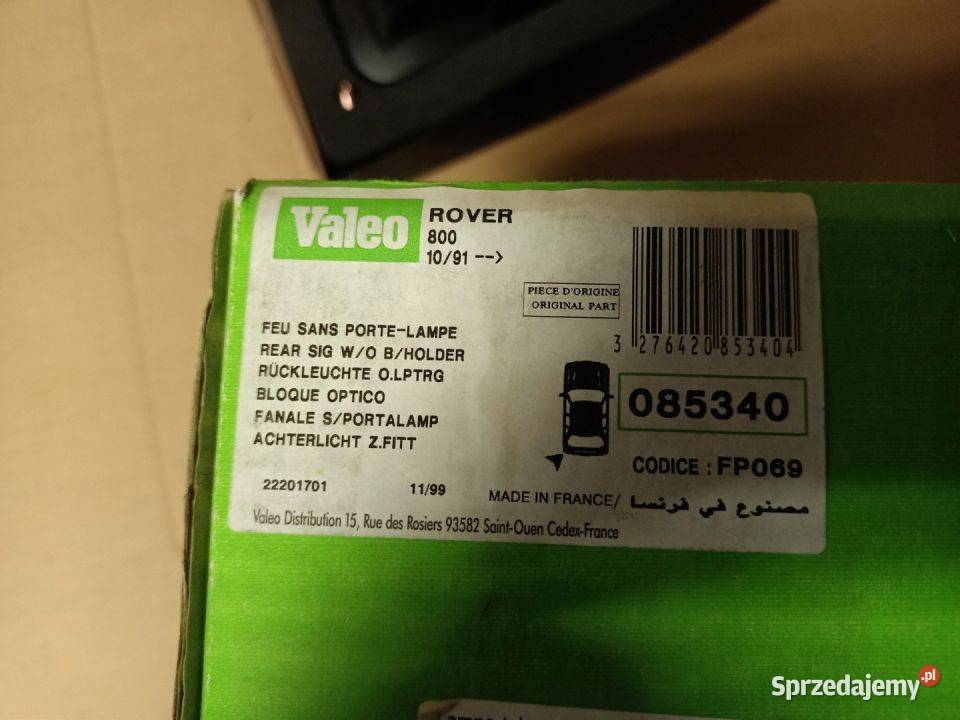 Valeo
ROVER
800
10/91 -->
PIECE D'ORIGINE
ORIGINAL PART
FEU SANS PORTE-LAMPE
REAR SIG W/O B/HOLDER
RÜCKLEUCHTE O.LPTRG
BLOQUE OPTICO
FANALE S/PORTALAMP
ACHTERLICHT Z.FITT
3 276420 853404
085340
CODICE : FP069
22201701 11/99
MADE IN FRANCE/ مصنوع في فرنسا
Valeo Distribution 15, Rue des Rosiers 93582 Saint-Ouen Cedex-France
Sprzedajemy.pl